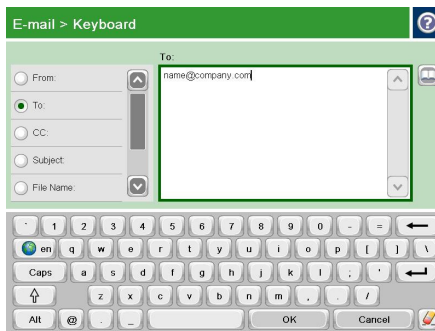 E-mail > Keyboard
?
To:
From:
name@company.com
To:
CC:
Subject:
File Name:
` 1 2 3 4 5 6 7 8 9 0 - =
en q w e r t y u i o p [ ] \
Caps a s d f g h j k l ; '
z x c v b n m , . /
Alt @ . _ OK Cancel